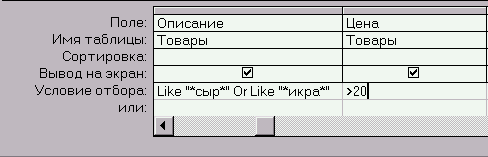 Поле: Описание Цена
Имя таблицы: Товары Товары
Сортировка:
Вывод на экран:
Условие отбора: Like "*сыр*" Or Like "*икра*" >20
или: